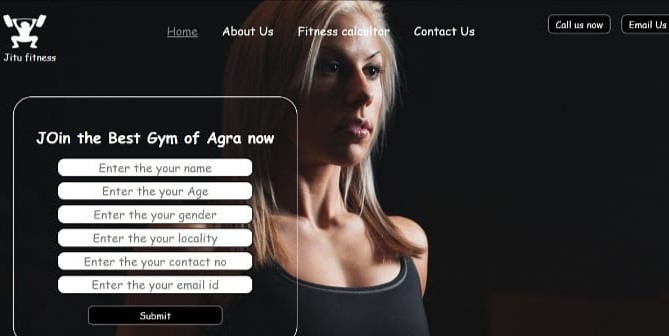 Home About Us Fitness calcultor Contact Us Call us now Email Us
Jitu fitness
JOin the Best Gym of Agra now
Enter the your name
Enter the your Age
Enter the your gender
Enter the your locality
Enter the your contact no
Enter the your email id
Submit